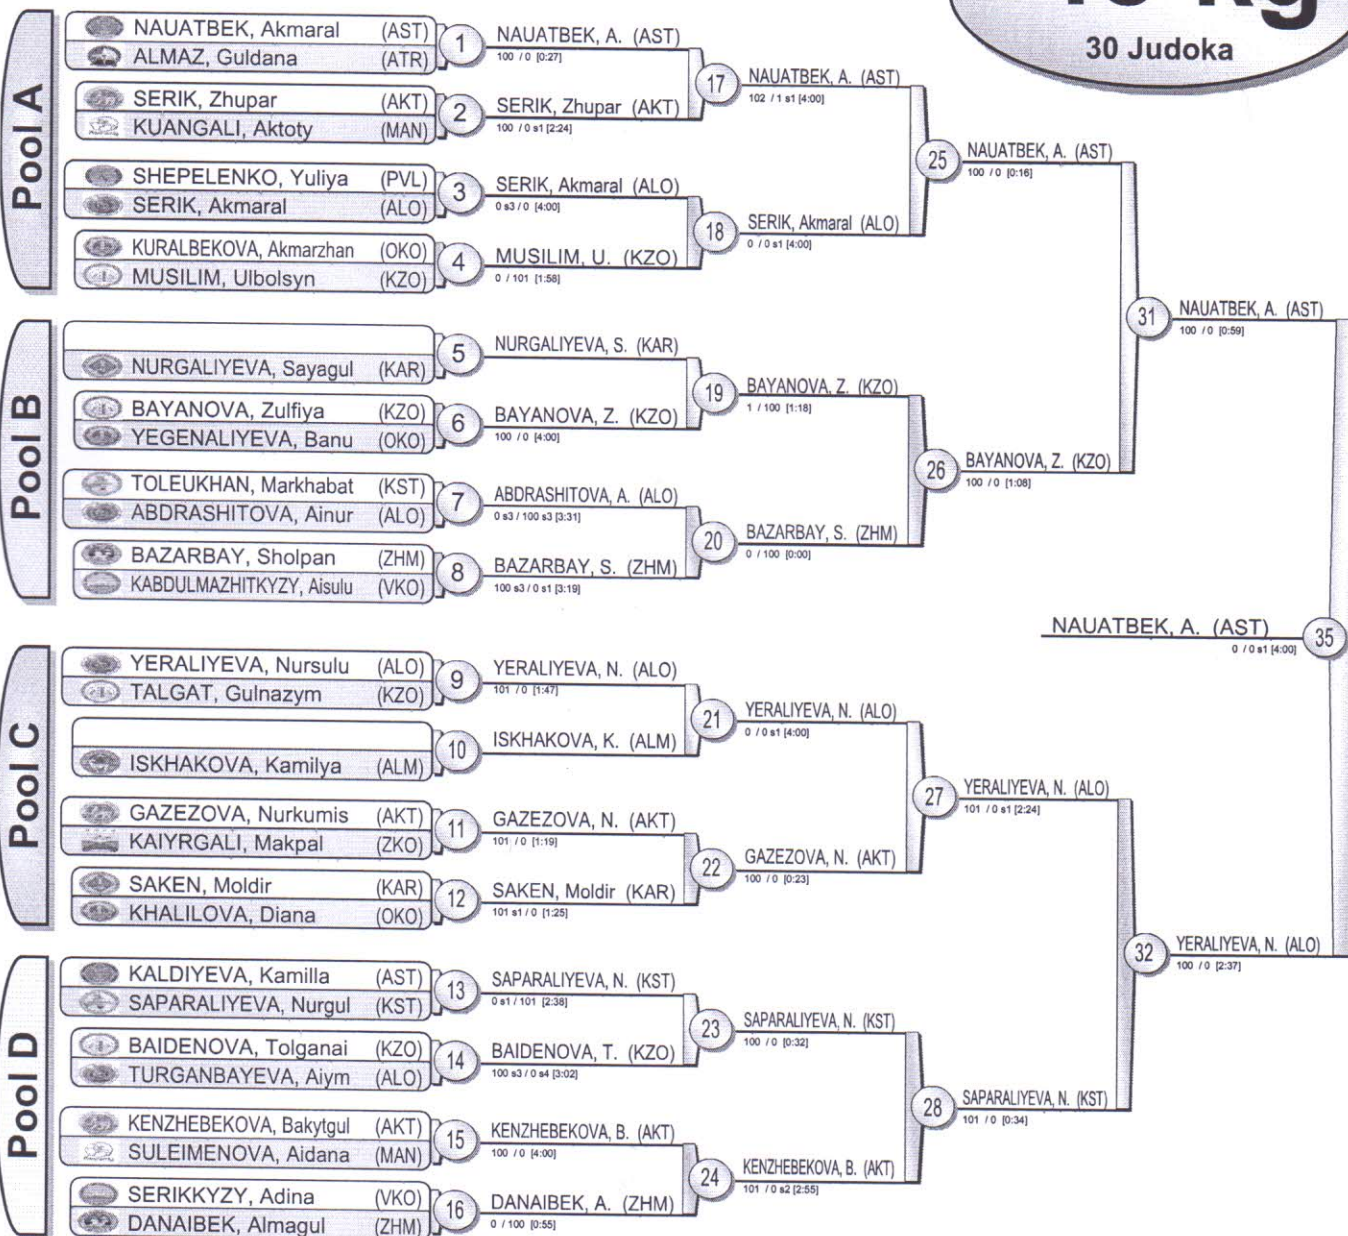 30 Judoka
Pool A
NAUATBEK, Akmaral (AST)
ALMAZ, Guldana (ATR)
1
NAUATBEK, A. (AST)
100 / 0 [0:27]
SERIK, Zhupar (AKT)
KUANGALI, Aktoty (MAN)
2
SERIK, Zhupar (AKT)
100 / 0 s1 [2:24]
17
NAUATBEK, A. (AST)
102 / 1 s1 [4:00]
SHEPELENKO, Yuliya (PVL)
SERIK, Akmaral (ALO)
3
SERIK, Akmaral (ALO)
0 s3 / 0 [4:00]
KURALBEKOVA, Akmarzhan (OKO)
MUSILIM, Ulbolsyn (KZO)
4
MUSILIM, U. (KZO)
0 / 101 [1:58]
18
SERIK, Akmaral (ALO)
0 / 0 s1 [4:00]
25
NAUATBEK, A. (AST)
100 / 0 [0:16]
Pool B
NURGALIYEVA, Sayagul (KAR)
5
NURGALIYEVA, S. (KAR)
BAYANOVA, Zulfiya (KZO)
YEGENALIYEVA, Banu (OKO)
6
BAYANOVA, Z. (KZO)
100 / 0 [4:00]
19
BAYANOVA, Z. (KZO)
1 / 100 [1:18]
TOLEUKHAN, Markhabat (KST)
ABDRASHITOVA, Ainur (ALO)
7
ABDRASHITOVA, A. (ALO)
0 s3 / 100 s3 [3:31]
BAZARBAY, Sholpan (ZHM)
KABDULMAZHITKYZY, Aisulu (VKO)
8
BAZARBAY, S. (ZHM)
100 s3 / 0 s1 [3:19]
20
BAZARBAY, S. (ZHM)
0 / 100 [0:00]
26
BAYANOVA, Z. (KZO)
100 / 0 [1:08]
31
NAUATBEK, A. (AST)
100 / 0 [0:59]
NAUATBEK, A. (AST)
0 / 0 s1 [4:00]
35
Pool C
YERALIYEVA, Nursulu (ALO)
TALGAT, Gulnazym (KZO)
9
YERALIYEVA, N. (ALO)
101 / 0 [1:47]
ISKHAKOVA, Kamilya (ALM)
10
ISKHAKOVA, K. (ALM)
21
YERALIYEVA, N. (ALO)
0 / 0 s1 [4:00]
GAZEZOVA, Nurkumis (AKT)
KAIYRGALI, Makpal (ZKO)
11
GAZEZOVA, N. (AKT)
101 / 0 [1:19]
SAKEN, Moldir (KAR)
KHALILOVA, Diana (OKO)
12
SAKEN, Moldir (KAR)
101 s1 / 0 [1:25]
22
GAZEZOVA, N. (AKT)
100 / 0 [0:23]
27
YERALIYEVA, N. (ALO)
101 / 0 s1 [2:24]
Pool D
KALDIYEVA, Kamilla (AST)
SAPARALIYEVA, Nurgul (KST)
13
SAPARALIYEVA, N. (KST)
0 s1 / 101 [2:38]
BAIDENOVA, Tolganai (KZO)
TURGANBAYEVA, Aiym (ALO)
14
BAIDENOVA, T. (KZO)
100 s3 / 0 s4 [3:02]
23
SAPARALIYEVA, N. (KST)
100 / 0 [0:32]
KENZHEBEKOVA, Bakytgul (AKT)
SULEIMENOVA, Aidana (MAN)
15
KENZHEBEKOVA, B. (AKT)
100 / 0 [4:00]
SERIKKYZY, Adina (VKO)
DANAIBEK, Almagul (ZHM)
16
DANAIBEK, A. (ZHM)
0 / 100 [0:55]
24
KENZHEBEKOVA, B. (AKT)
101 / 0 s2 [2:55]
28
SAPARALIYEVA, N. (KST)
101 / 0 [0:34]
32
YERALIYEVA, N. (ALO)
100 / 0 [2:37]